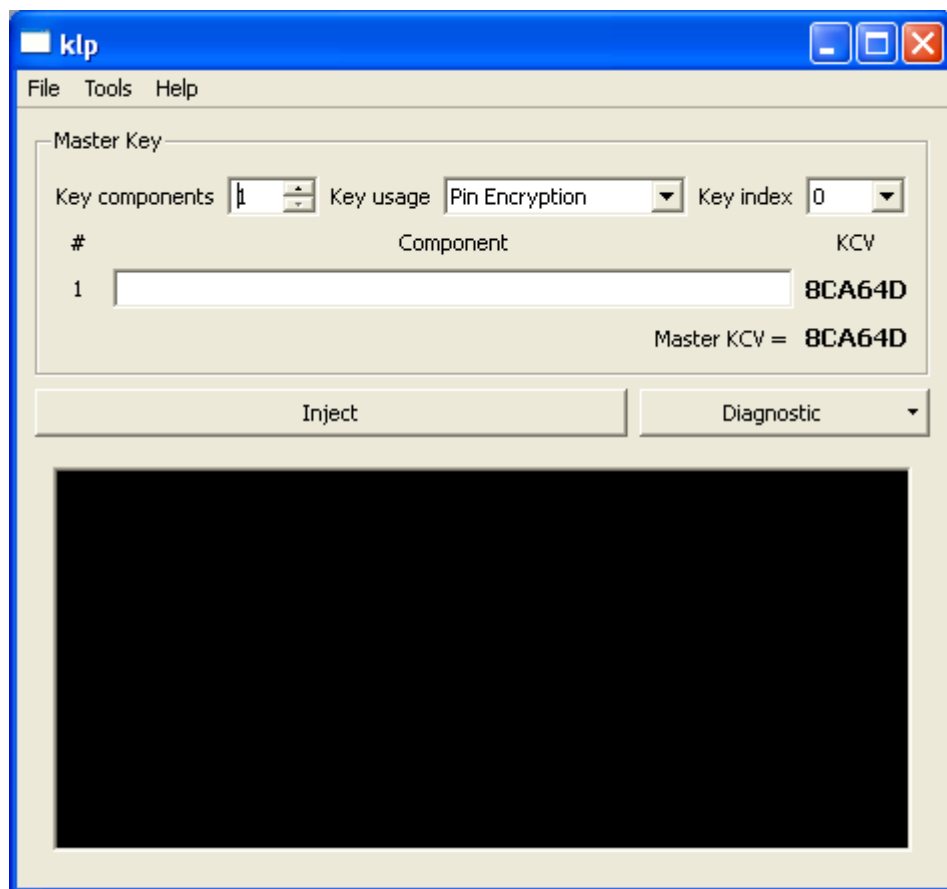 klp
File Tools Help
Master Key
Key components 1 Key usage Pin Encryption Key index 0
# Component KCV
1 8CA64D
Master KCV = 8CA64D
Inject Diagnostic